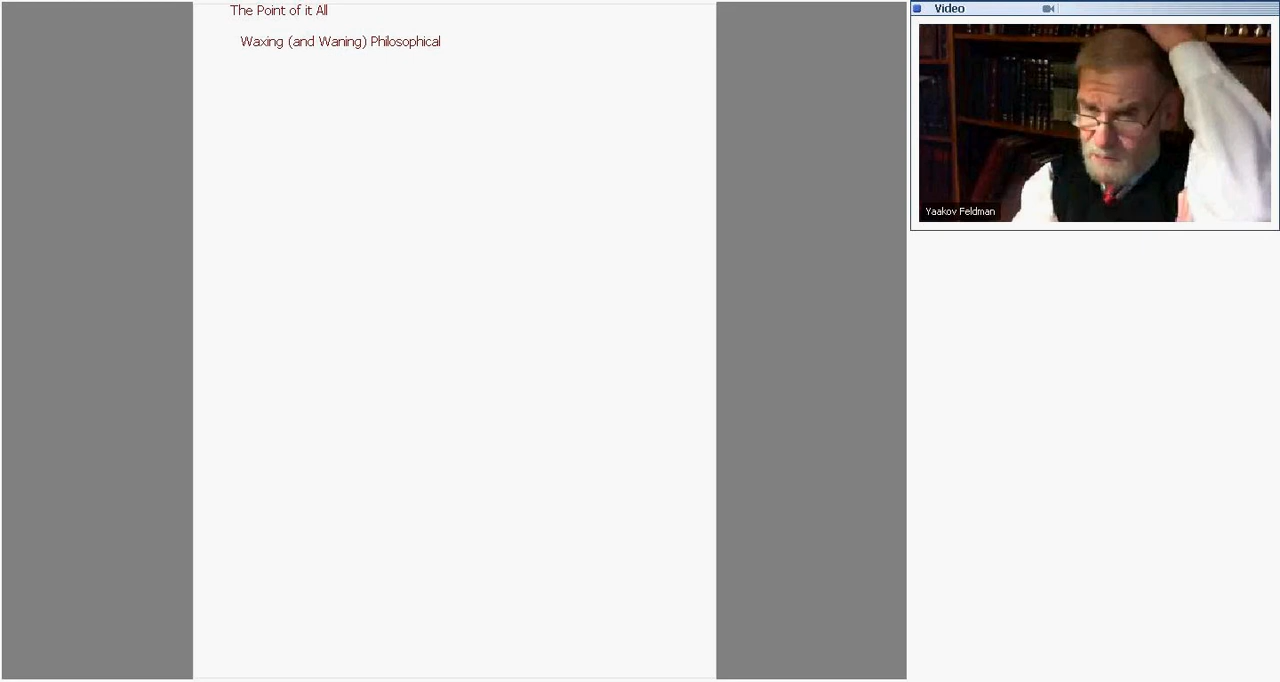 The Point of it All
Waxing (and Waning) Philosophical
Video
Yaakov Feldman